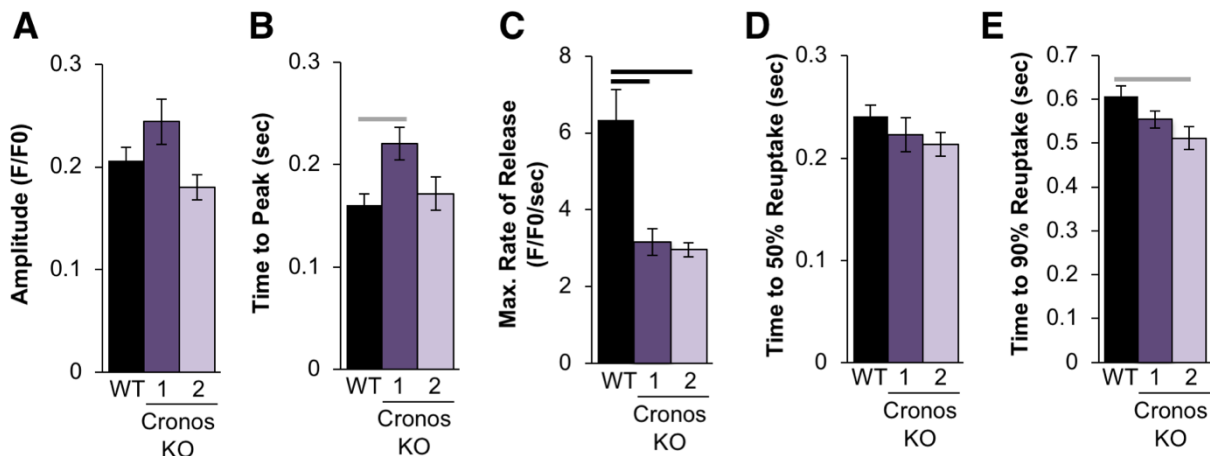 A
Amplitude (F/F0)
0.3
0.2
0.1
0
WT 1 2
Cronos
KO
B
Time to Peak (sec)
0.3
0.2
0.1
0
WT 1 2
Cronos
KO
C
Max. Rate of Release
(F/F0/sec)
8
6
4
2
0
WT 1 2
Cronos
KO
D
Time to 50% Reuptake (sec)
0.3
0.2
0.1
0
WT 1 2
Cronos
KO
E
Time to 90% Reuptake (sec)
0.7
0.6
0.5
0.4
0.3
0.2
0.1
0
WT 1 2
Cronos
KO